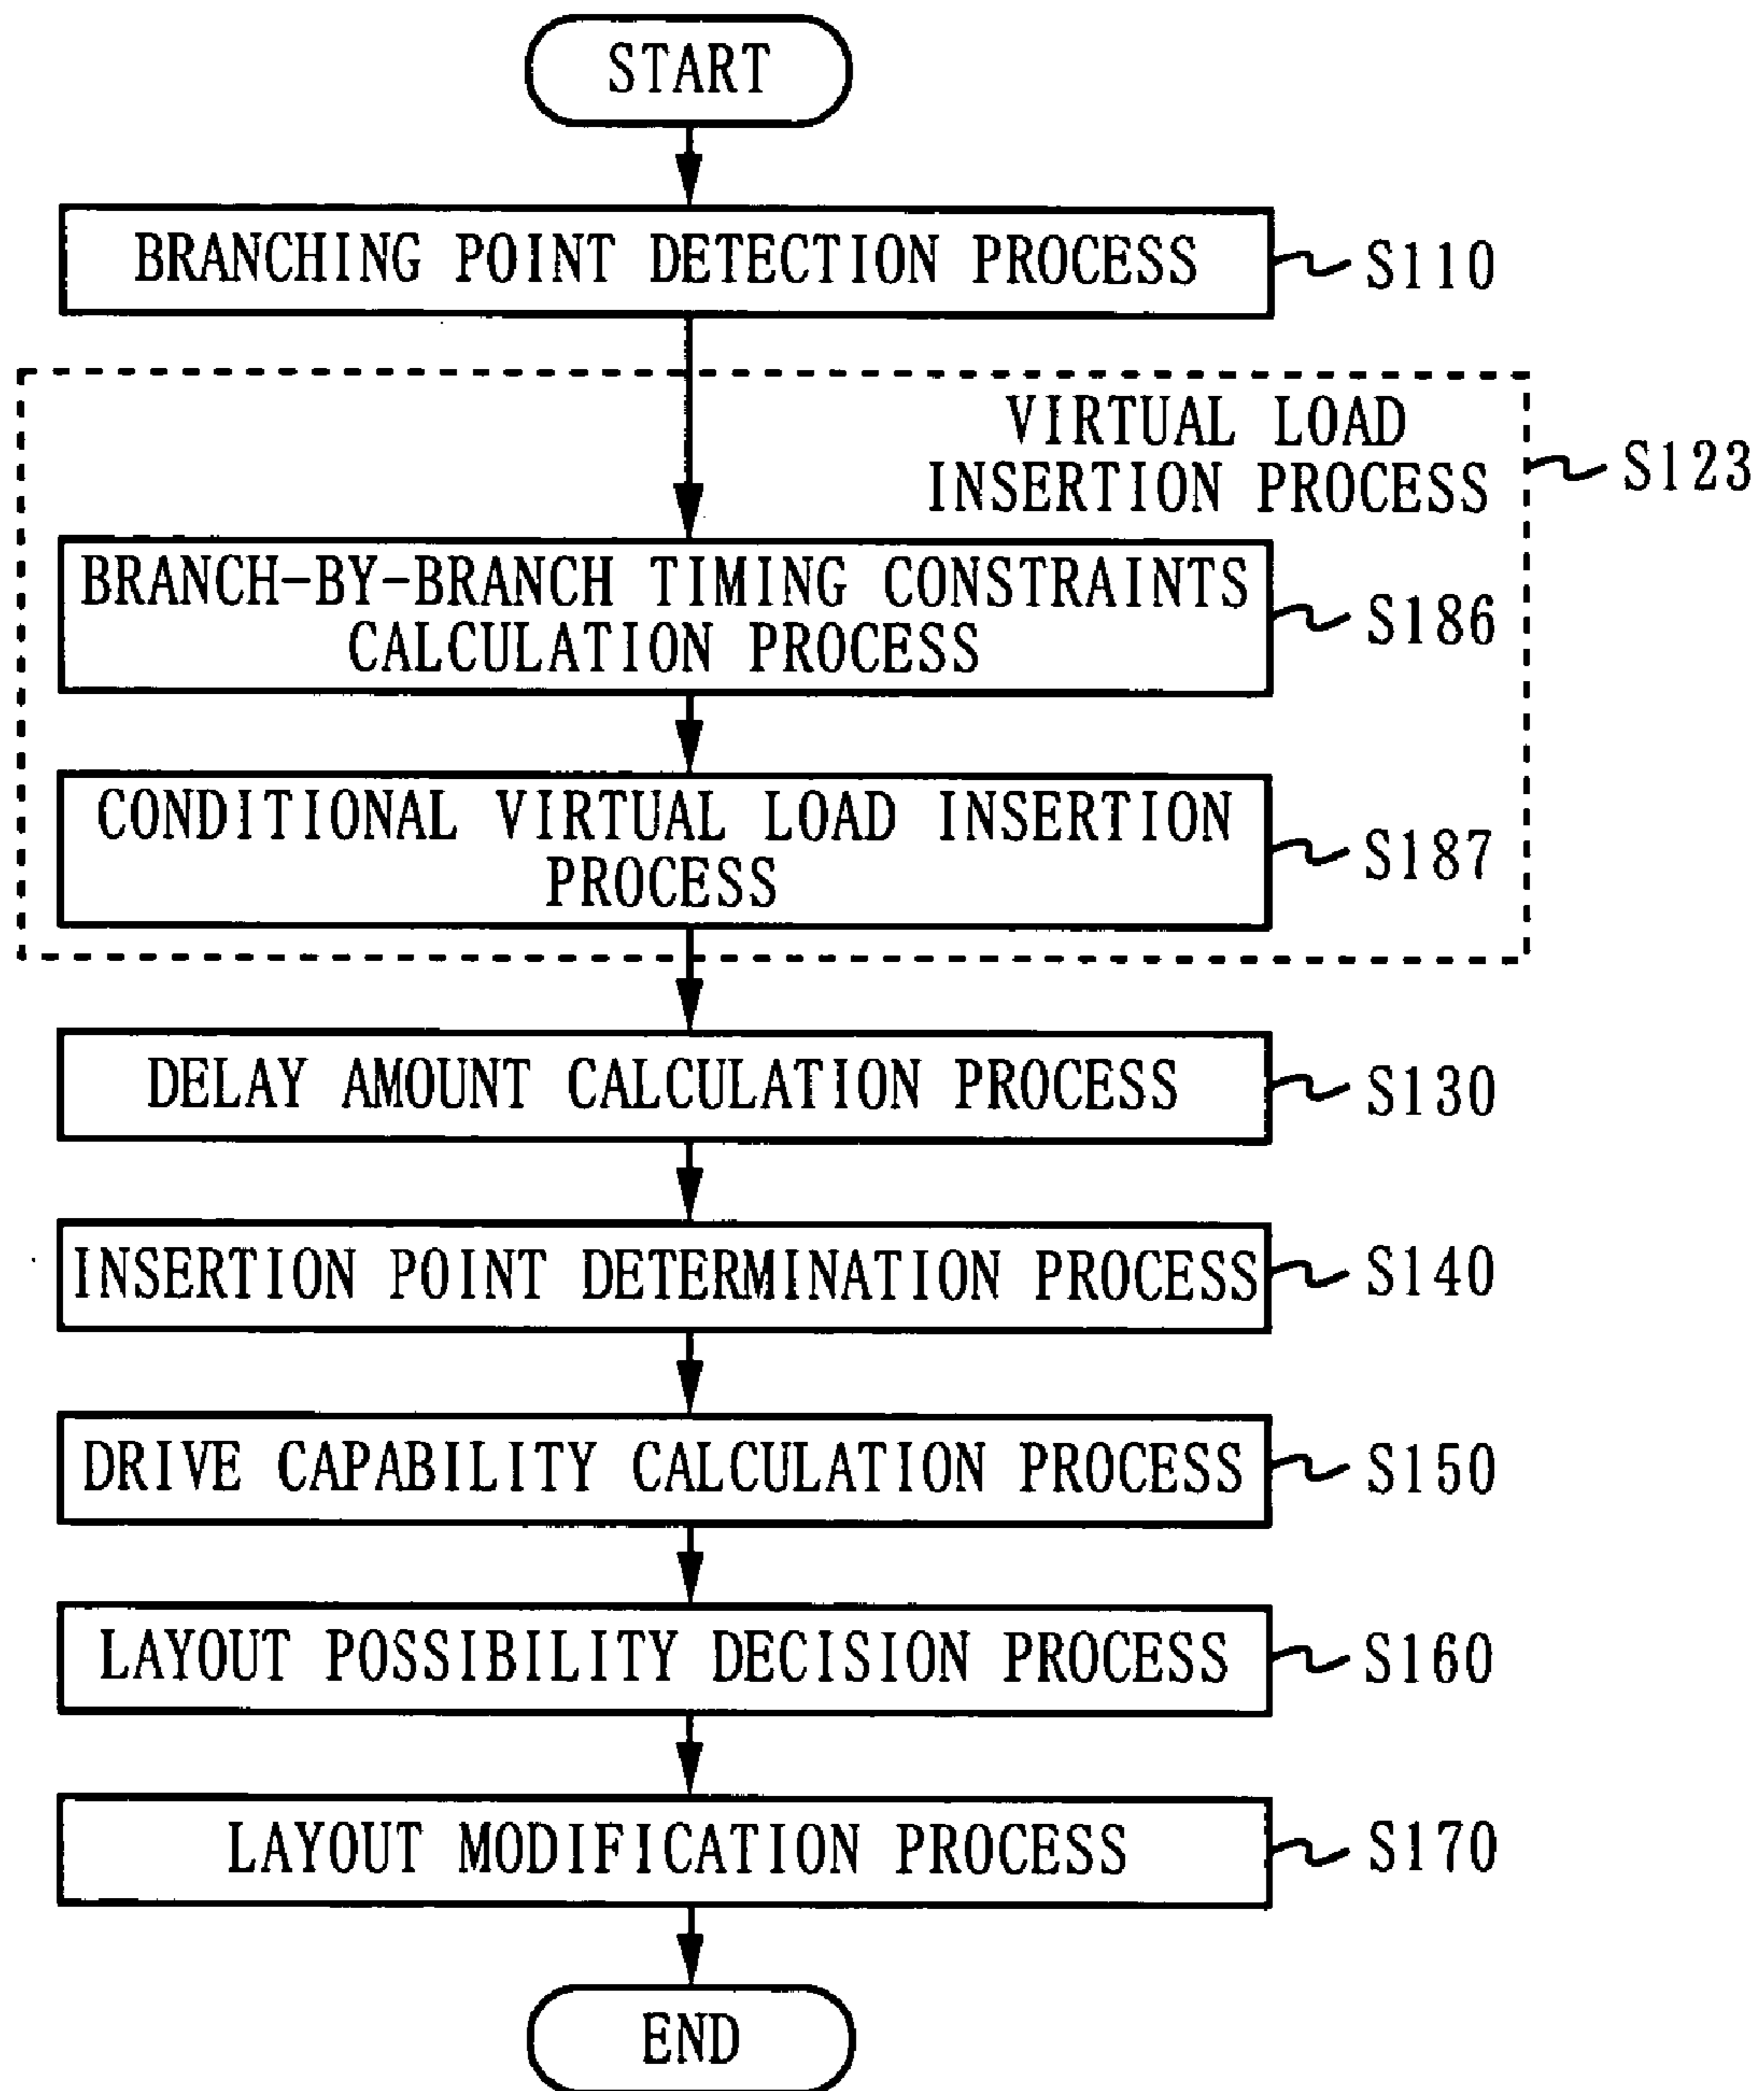 START
BRANCHING POINT DETECTION PROCESS
S110
VIRTUAL LOAD
INSERTION PROCESS
S123
BRANCH-BY-BRANCH TIMING CONSTRAINTS
CALCULATION PROCESS
S186
CONDITIONAL VIRTUAL LOAD INSERTION
PROCESS
S187
DELAY AMOUNT CALCULATION PROCESS
S130
INSERTION POINT DETERMINATION PROCESS
S140
DRIVE CAPABILITY CALCULATION PROCESS
S150
LAYOUT POSSIBILITY DECISION PROCESS
S160
LAYOUT MODIFICATION PROCESS
S170
END